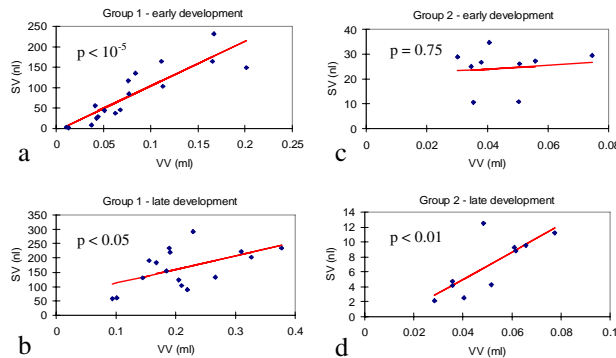 Group 1 - early development
250
200
150
100
50
0
SV (nl)
p < 10-5
0 0.05 0.1 0.15 0.2 0.25
VV (ml)
a
Group 2 - early development
40
30
20
10
0
SV (nl)
p = 0.75
0 0.02 0.04 0.06 0.08
VV (ml)
c
Group 1 - late development
350
300
250
200
150
100
50
0
SV (nl)
p < 0.05
0 0.1 0.2 0.3 0.4
VV (ml)
b
Group 2 - late development
14
12
10
8
6
4
2
0
SV (nl)
p < 0.01
0 0.02 0.04 0.06 0.08 0.1
VV (ml)
d